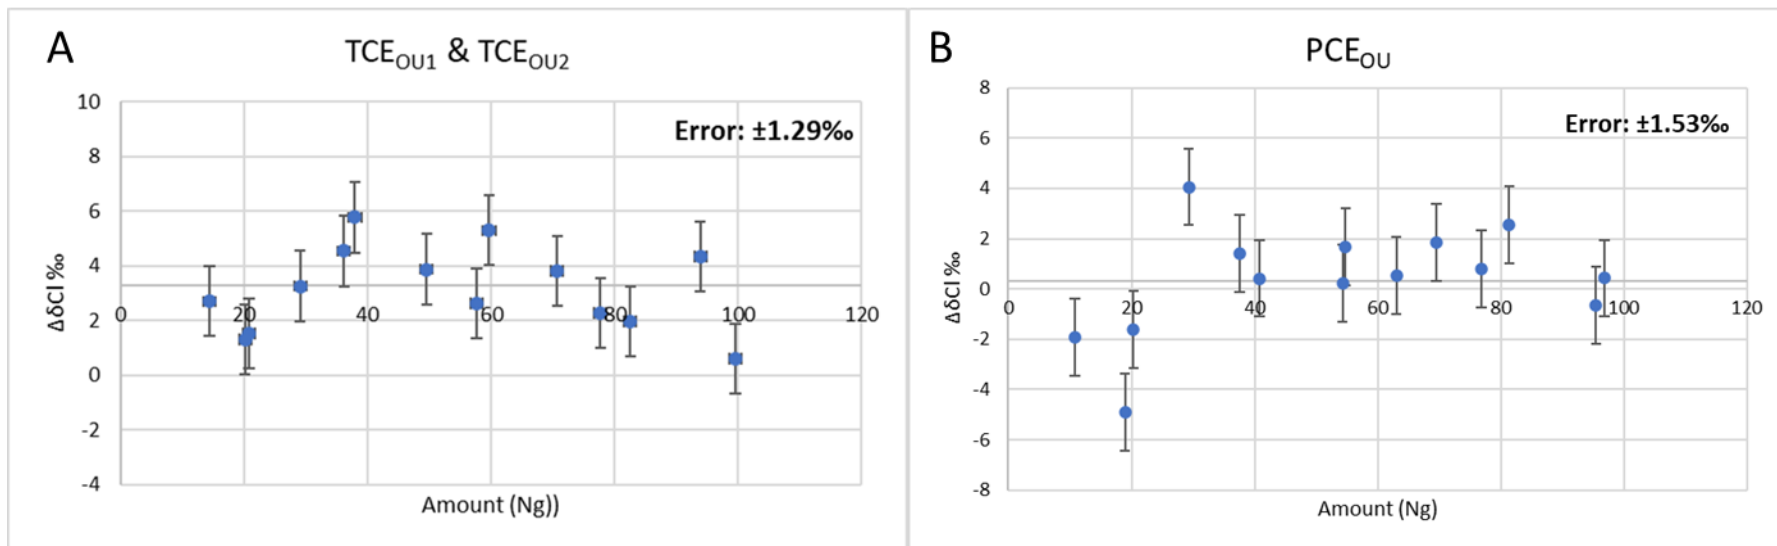 A
TCEOU1 & TCEOU2
Error: ±1.29‰
ΔδCl ‰
10
8
6
4
2
0
-2
-4
0 20 40 60 80 100 120
Amount (Ng))
B
PCEOU
Error: ±1.53‰
ΔδCl ‰
8
6
4
2
0
-2
-4
-6
-8
0 20 40 60 80 100 120
Amount (Ng)